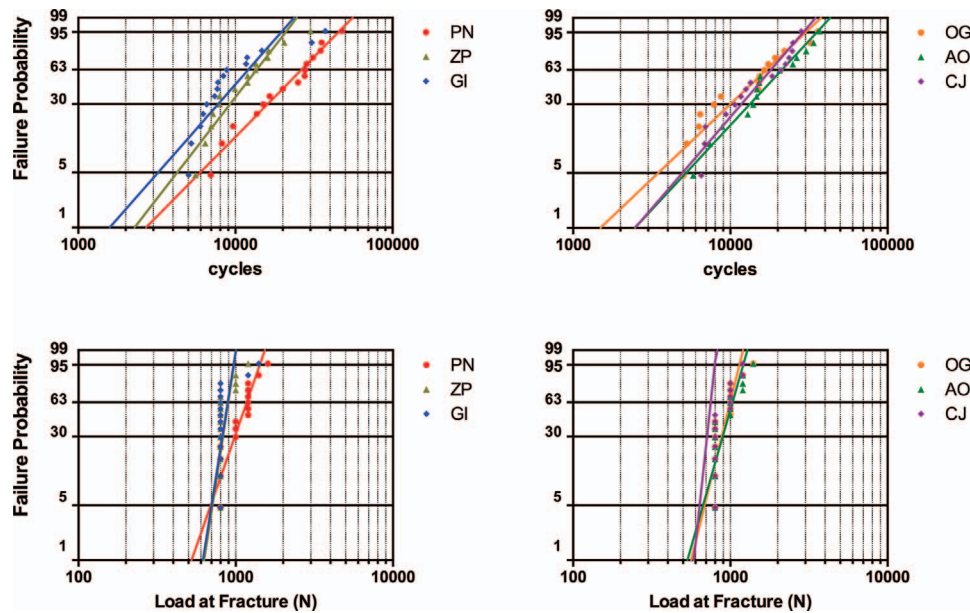 Failure Probability
99
95
63
30
5
1
1000
10000
100000
cycles
PN
ZP
GI
99
95
63
30
5
1
1000
10000
100000
cycles
OG
AO
CJ
Failure Probability
99
95
63
30
5
1
100
1000
10000
Load at Fracture (N)
PN
ZP
GI
99
95
63
30
5
1
100
1000
10000
Load at Fracture (N)
OG
AO
CJ